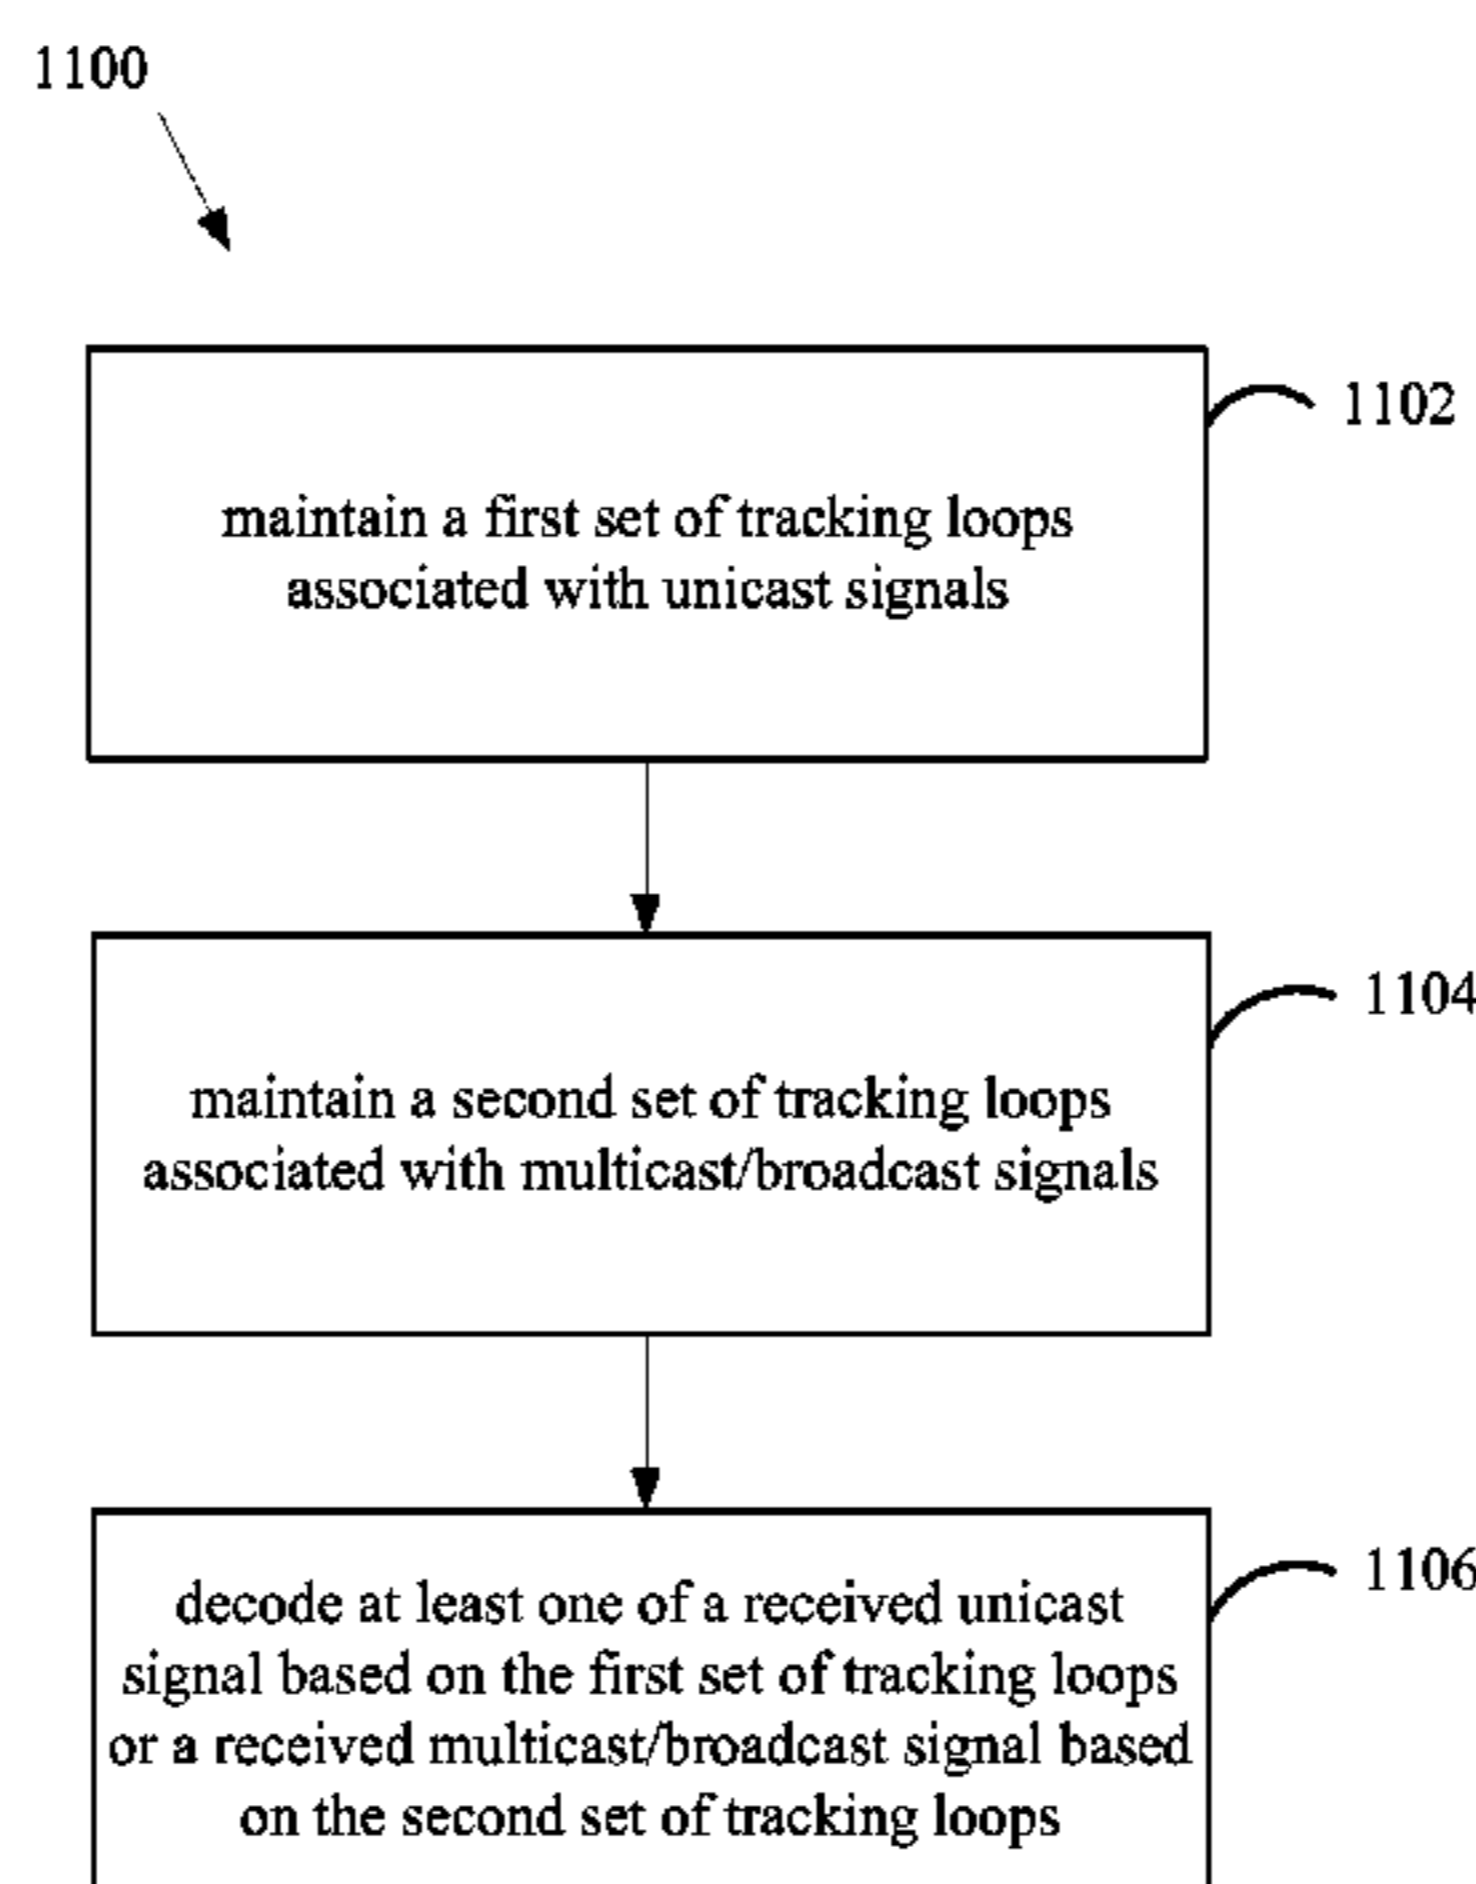 1100
1102
maintain a first set of tracking loops
associated with unicast signals
1104
maintain a second set of tracking loops
associated with multicast/broadcast signals
1106
decode at least one of a received unicast
signal based on the first set of tracking loops
or a received multicast/broadcast signal based
on the second set of tracking loops